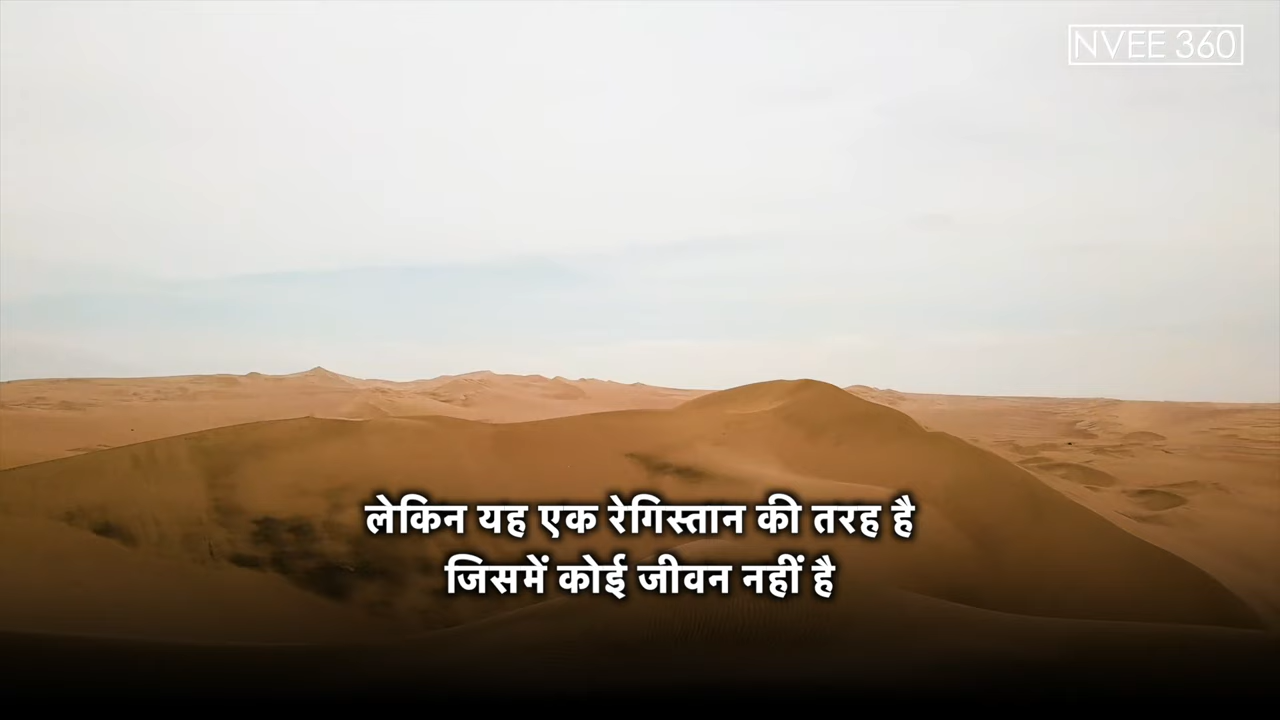 NVEE 360
लेकिन यह एक रेगिस्तान की तरह है
जिसमें कोई जीवन नहीं है